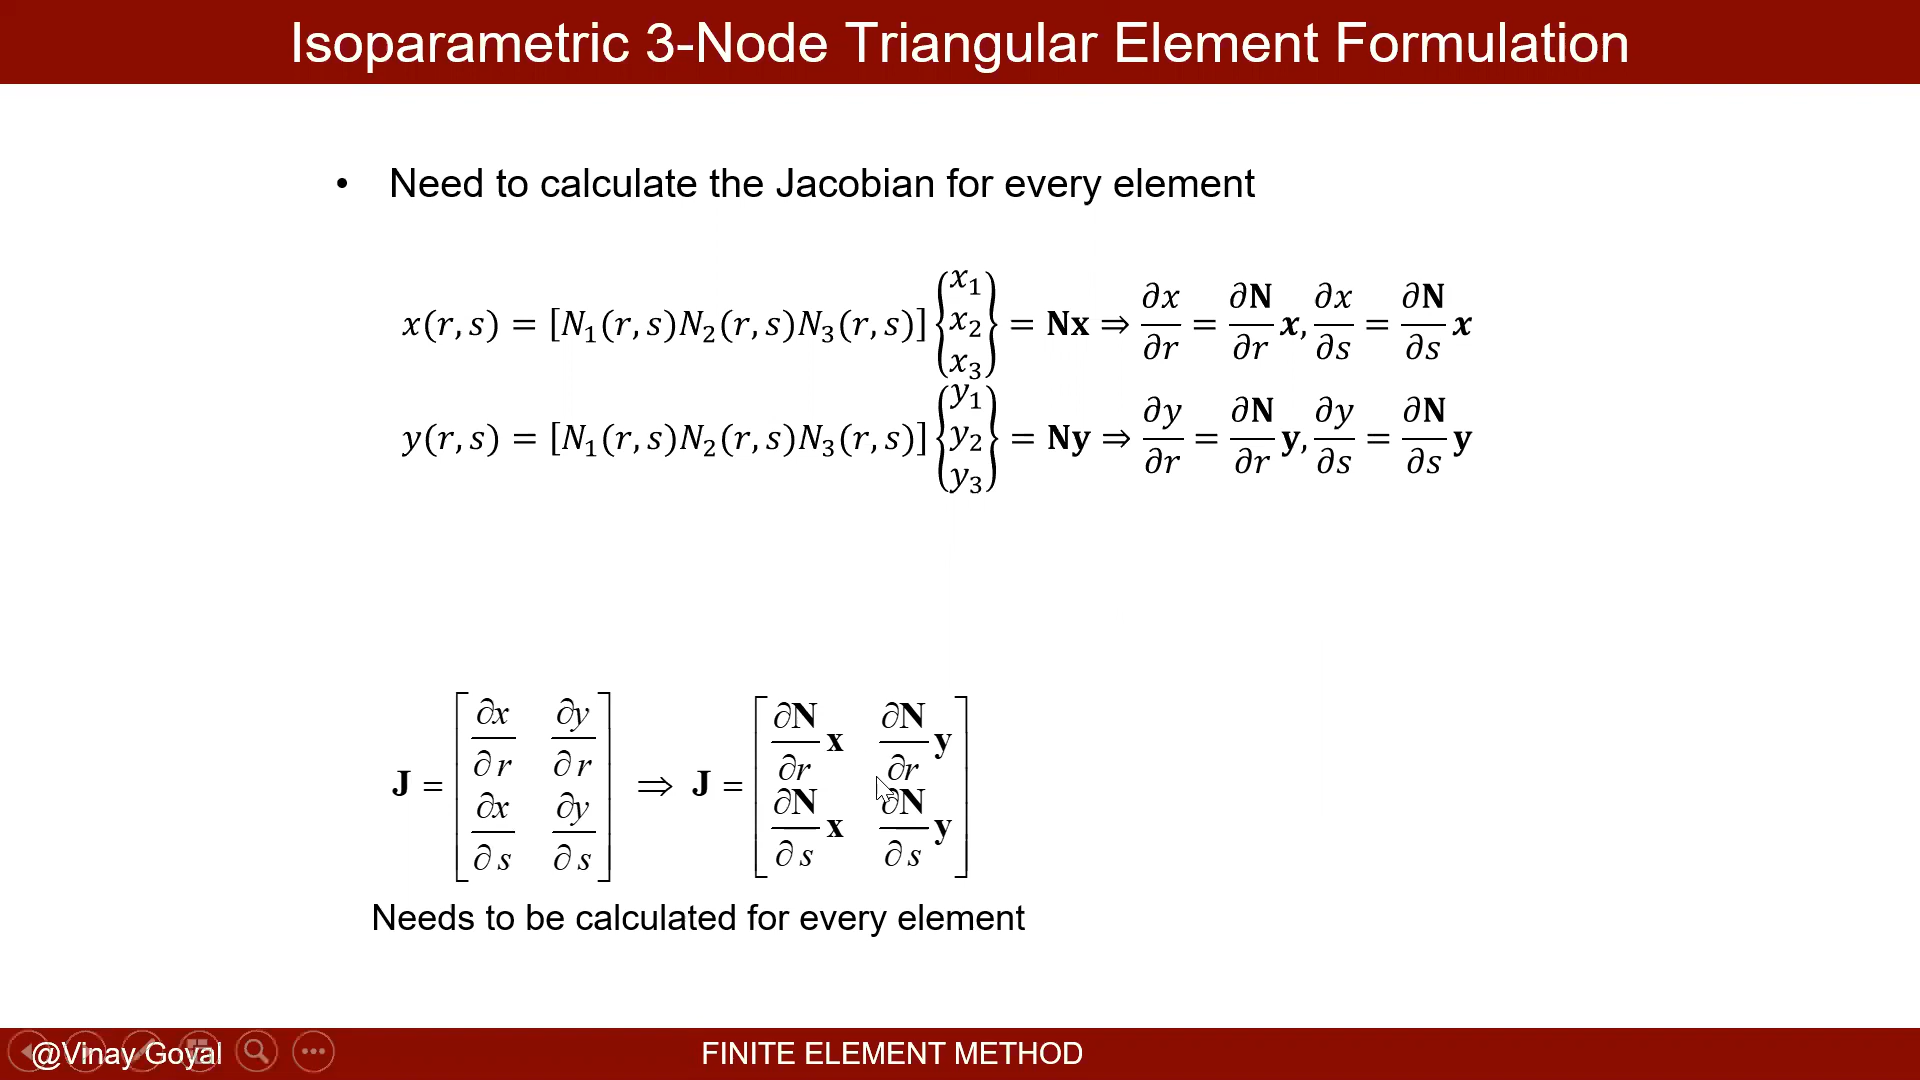 Isoparametric 3-Node Triangular Element Formulation
• Need to calculate the Jacobian for every element
x(r, s) = [N₁(r, s)N₂(r, s)N₃(r, s)] {x₁ x₂ x₃} = Nx ⇒ ∂x/∂r = ∂N/∂r x, ∂x/∂s = ∂N/∂s x
y(r, s) = [N₁(r, s)N₂(r, s)N₃(r, s)] {y₁ y₂ y₃} = Ny ⇒ ∂y/∂r = ∂N/∂r y, ∂y/∂s = ∂N/∂s y
J = [∂x/∂r ∂y/∂r; ∂x/∂s ∂y/∂s] ⇒ J = [∂N/∂r x ∂N/∂r y; ∂N/∂s x ∂N/∂s y]
Needs to be calculated for every element
@Vinay Goyal
FINITE ELEMENT METHOD